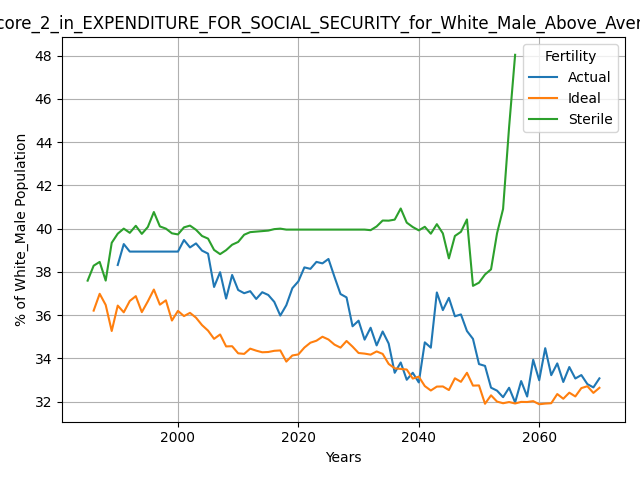 core_2_in_EXPENDITURE_FOR_SOCIAL_SECURITY_for_White_Male_Above_Aver
Fertility
Actual
Ideal
Sterile
% of White_Male Population
48
46
44
42
40
38
36
34
32
2000
2020
2040
2060
Years